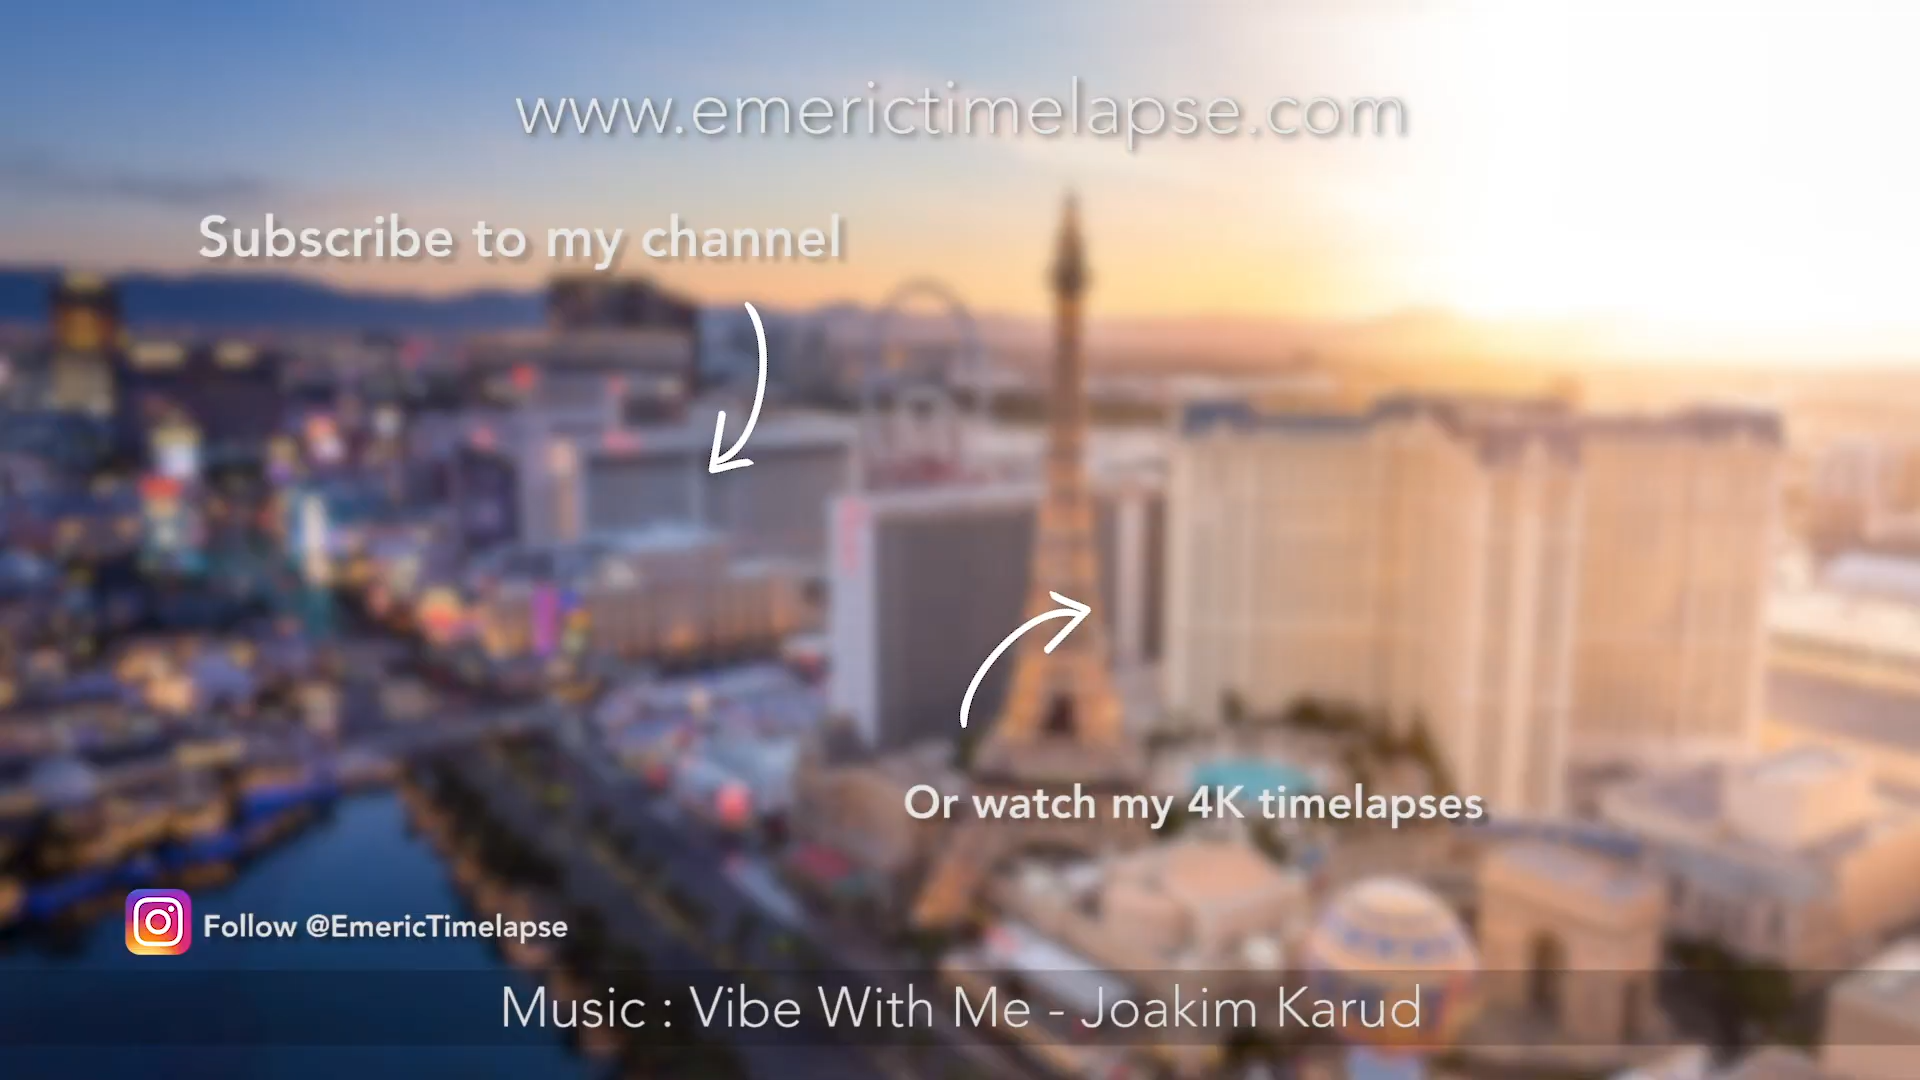 www.emerictimelapse.com
Subscribe to my channel
Or watch my 4K timelapses
Follow @EmericTimelapse
Music : Vibe With Me - Joakim Karud